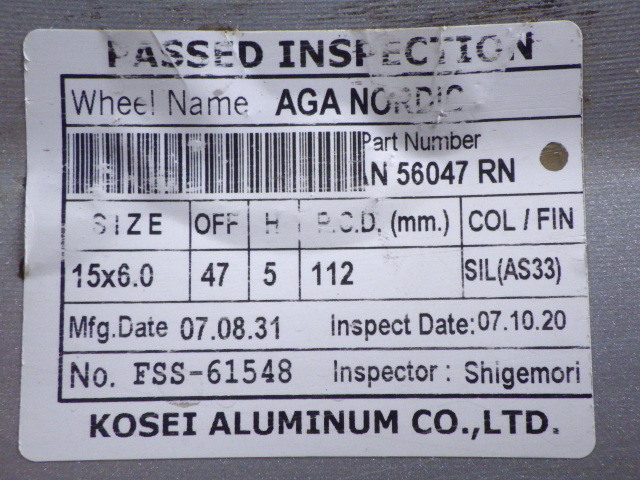 PASSED INSPECTION
Wheel Name AGA NORDIC
Part Number
AN 56047 RN
SIZE OFF H P.C.D. (mm.) COL / FIN
15x6.0 47 5 112 SIL(AS33)
Mfg.Date 07.08.31 Inspect Date:07.10.20
No. FSS-61548 Inspector : Shigemori
KOSEI ALUMINUM CO.,LTD.